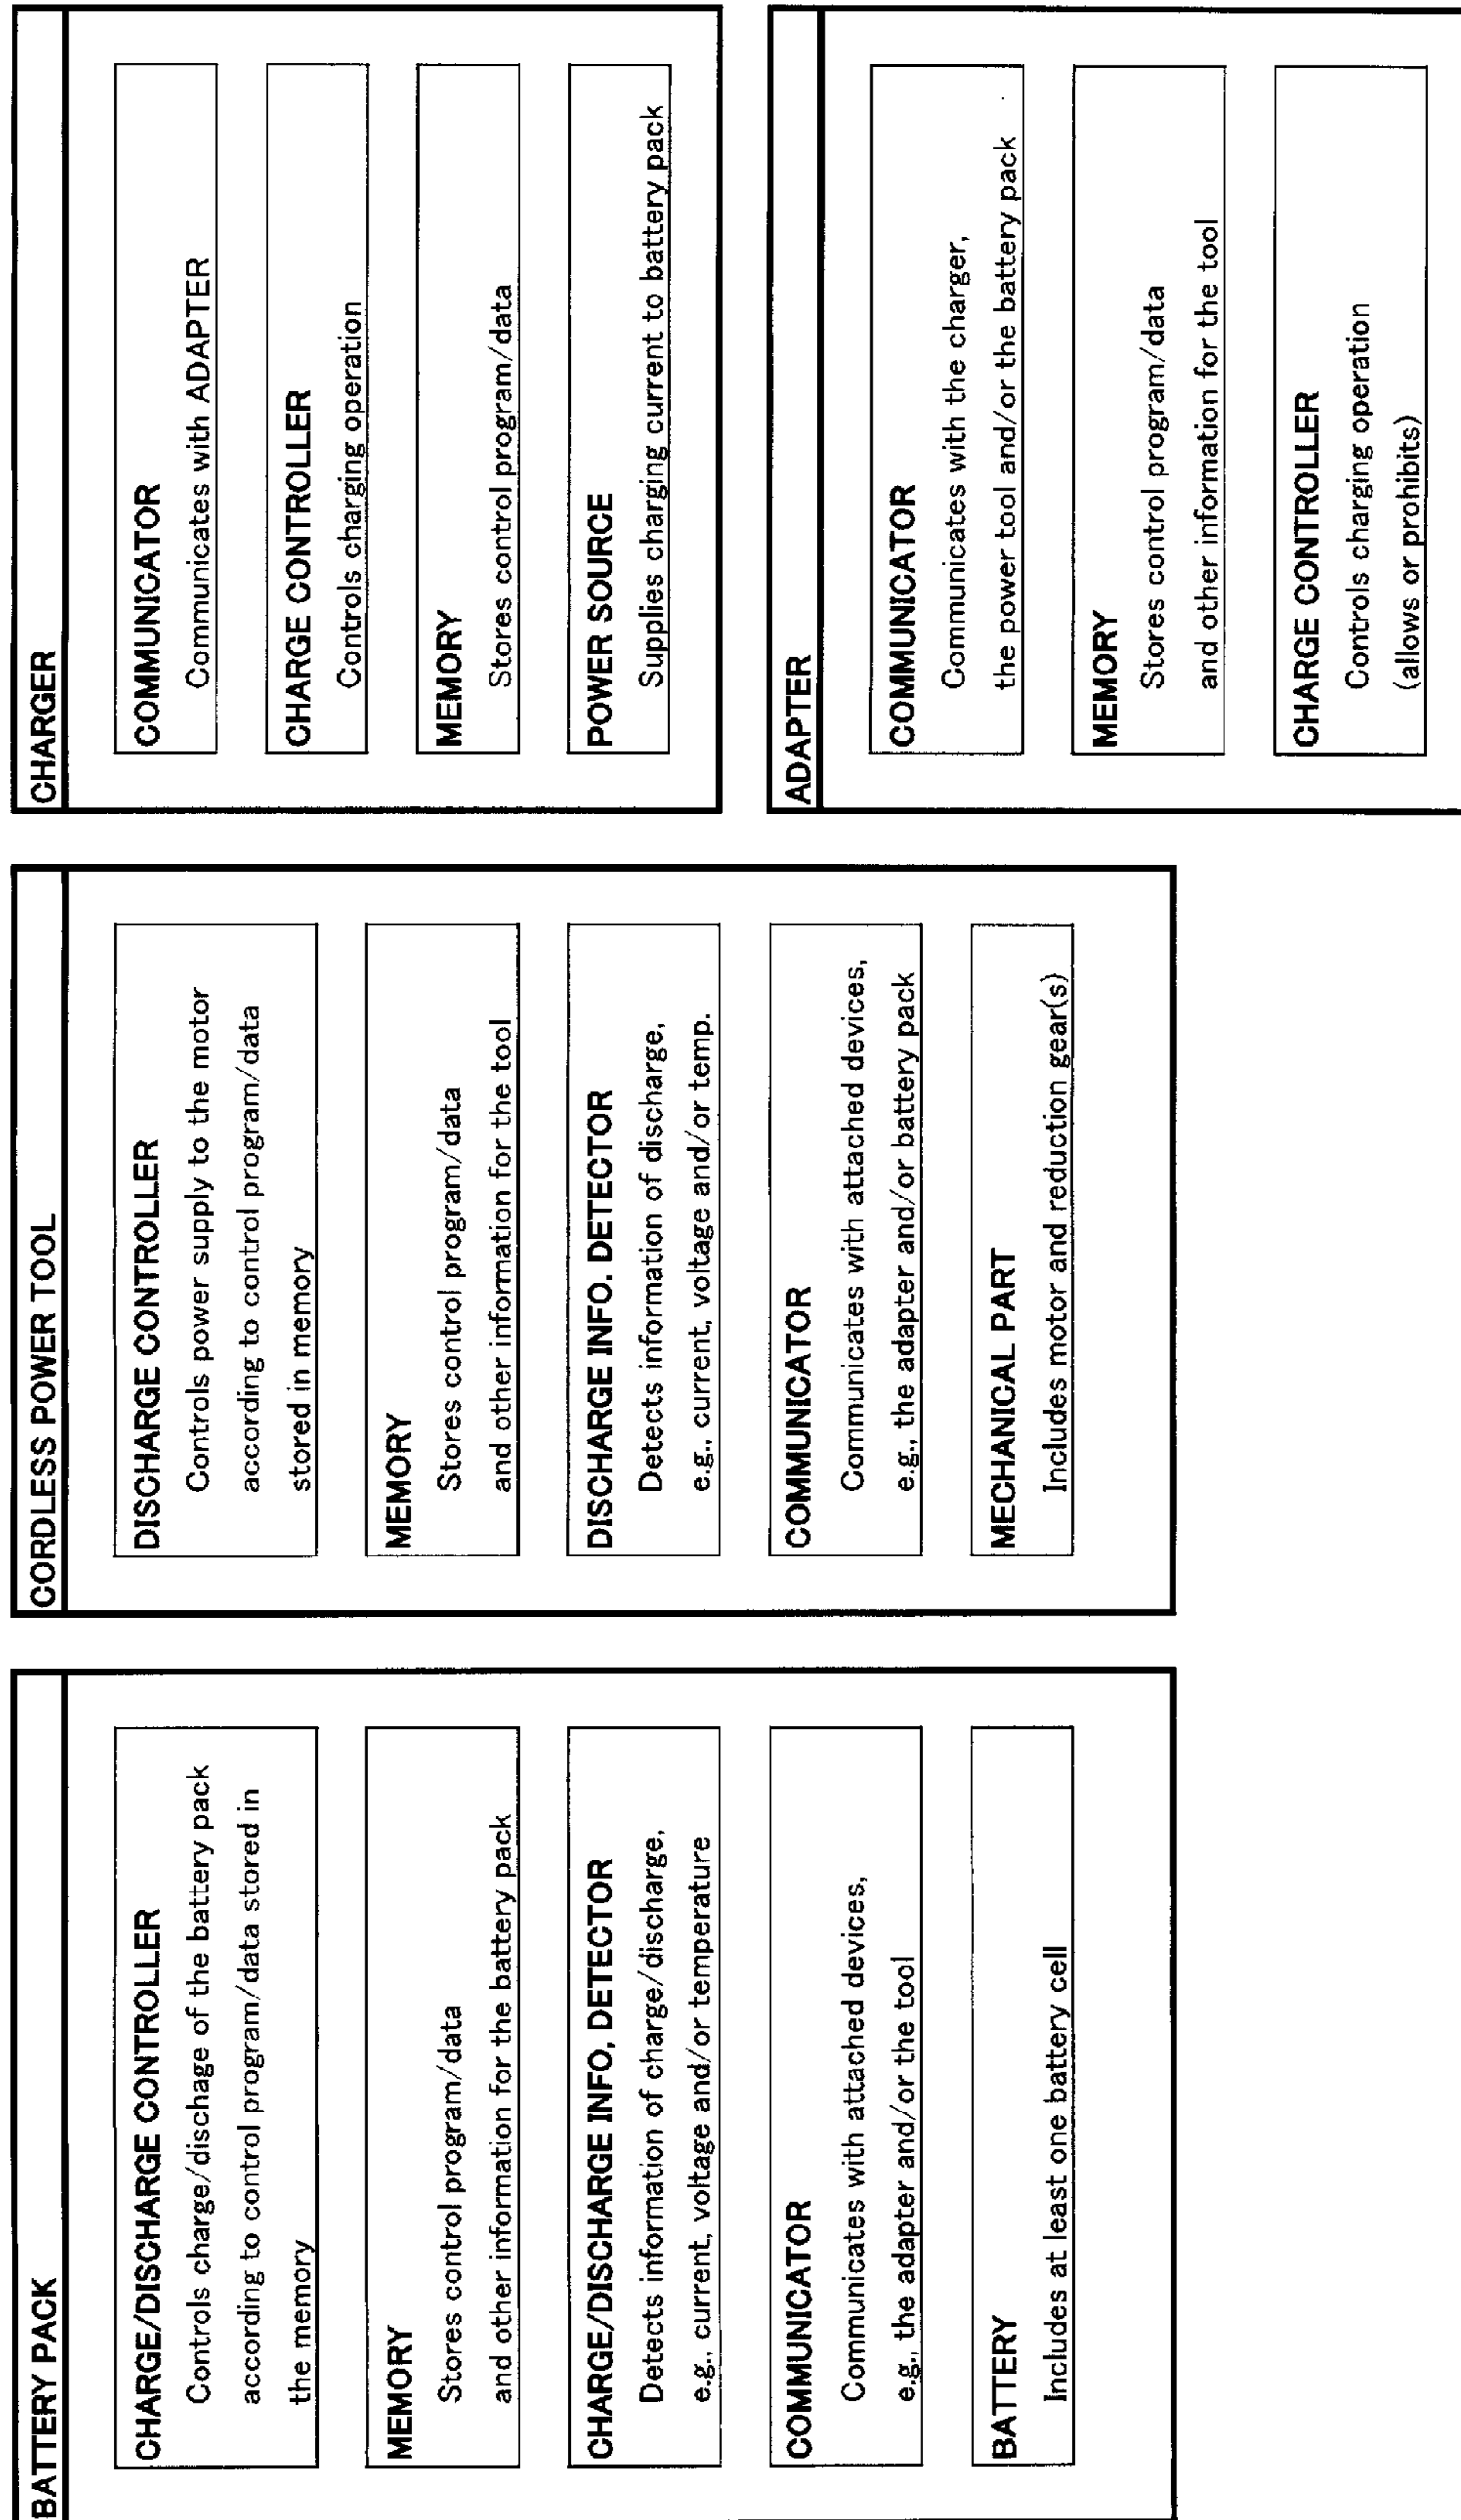 BATTERY PACK
CHARGE/DISCHARGE CONTROLLER
Controls charge/dischage of the battery pack
according to control program/data stored in
the memory
MEMORY
Stores control program/data
and other information for the battery pack
CHARGE/DISCHARGE INFO, DETECTOR
Detects information of charge/discharge,
e.g., current, voltage and/or temperature
COMMUNICATOR
Communicates with attached devices,
e.g., the adapter and/or the tool
BATTERY
Includes at least one battery cell
CORDLESS POWER TOOL
DISCHARGE CONTROLLER
Controls power supply to the motor
according to control program/data
stored in memory
MEMORY
Stores control program/data
and other information for the tool
DISCHARGE INFO. DETECTOR
Detects information of discharge,
e.g., current, voltage and/or temp.
COMMUNICATOR
Communicates with attached devices,
e.g., the adapter and/or battery pack
MECHANICAL PART
Includes motor and reduction gear(s)
CHARGER
COMMUNICATOR
Communicates with ADAPTER
CHARGE CONTROLLER
Controls charging operation
MEMORY
Stores control program/data
POWER SOURCE
Supplies charging current to battery pack
ADAPTER
COMMUNICATOR
Communicates with the charger,
the power tool and/or the battery pack
MEMORY
Stores control program/data
and other information for the tool
CHARGE CONTROLLER
Controls charging operation
(allows or prohibits)